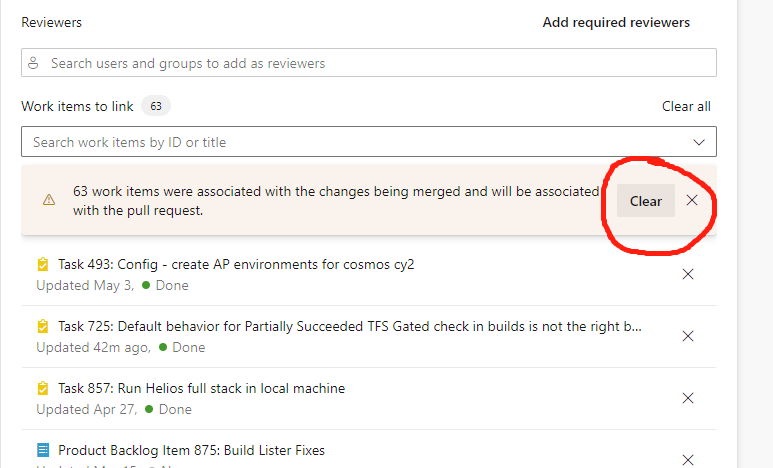 Reviewers
Add required reviewers
Search users and groups to add as reviewers
Work items to link 63
Clear all
Search work items by ID or title
63 work items were associated with the changes being merged and will be associated
with the pull request.
Clear
Task 493: Config - create AP environments for cosmos cy2
Updated May 3, Done
Task 725: Default behavior for Partially Succeeded TFS Gated check in builds is not the right b...
Updated 42m ago, Done
Task 857: Run Helios full stack in local machine
Updated Apr 27, Done
Product Backlog Item 875: Build Lister Fixes